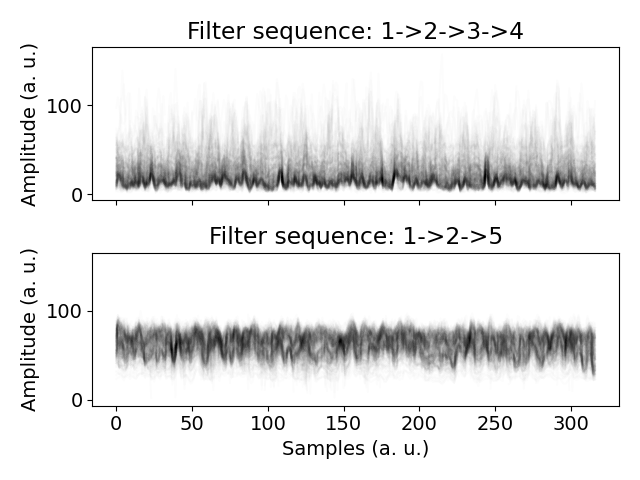 Filter sequence: 1->2->3->4
Amplitude (a. u.)
100
0
Filter sequence: 1->2->5
Amplitude (a. u.)
100
0
0 50 100 150 200 250 300
Samples (a. u.)